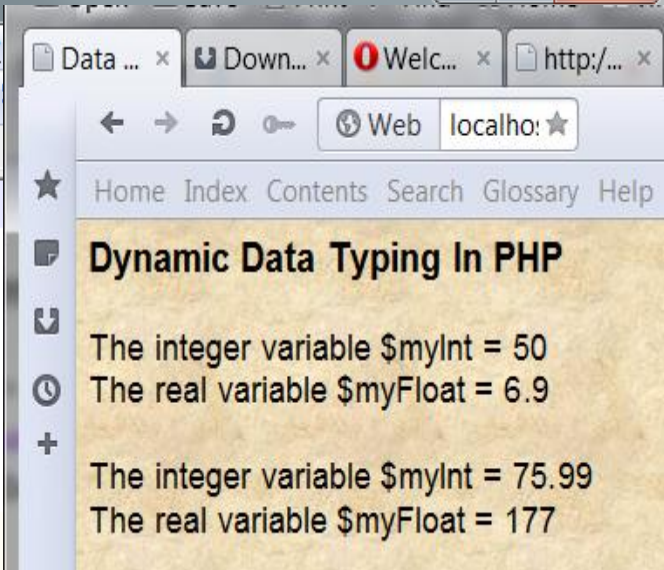 Data ...
Down...
Welc...
http:/...
Web
localho:
Home Index Contents Search Glossary Help
Dynamic Data Typing In PHP
The integer variable $myInt = 50
The real variable $myFloat = 6.9
The integer variable $myInt = 75.99
The real variable $myFloat = 177